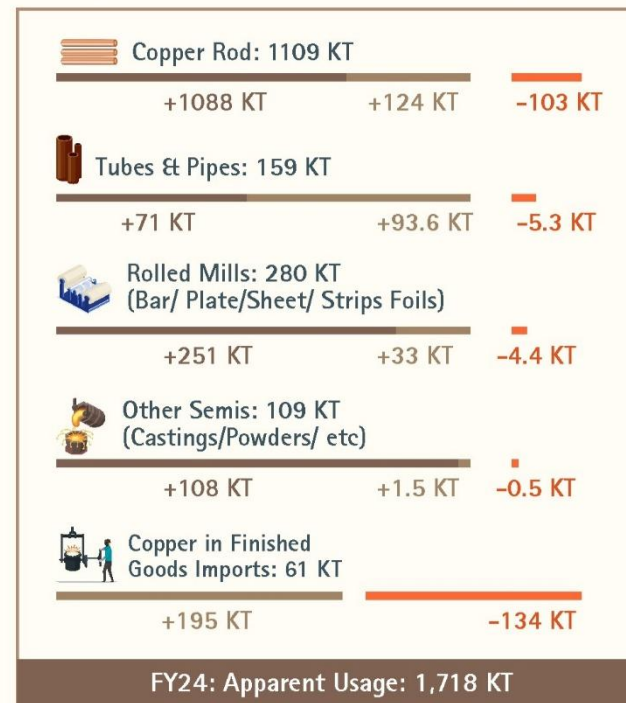 Copper Rod: 1109 KT
+1088 KT +124 KT -103 KT
Tubes & Pipes: 159 KT
+71 KT +93.6 KT -5.3 KT
Rolled Mills: 280 KT
(Bar/ Plate/Sheet/ Strips Foils)
+251 KT +33 KT -4.4 KT
Other Semis: 109 KT
(Castings/Powders/ etc)
+108 KT +1.5 KT -0.5 KT
Copper in Finished
Goods Imports: 61 KT
+195 KT -134 KT
FY24: Apparent Usage: 1,718 KT